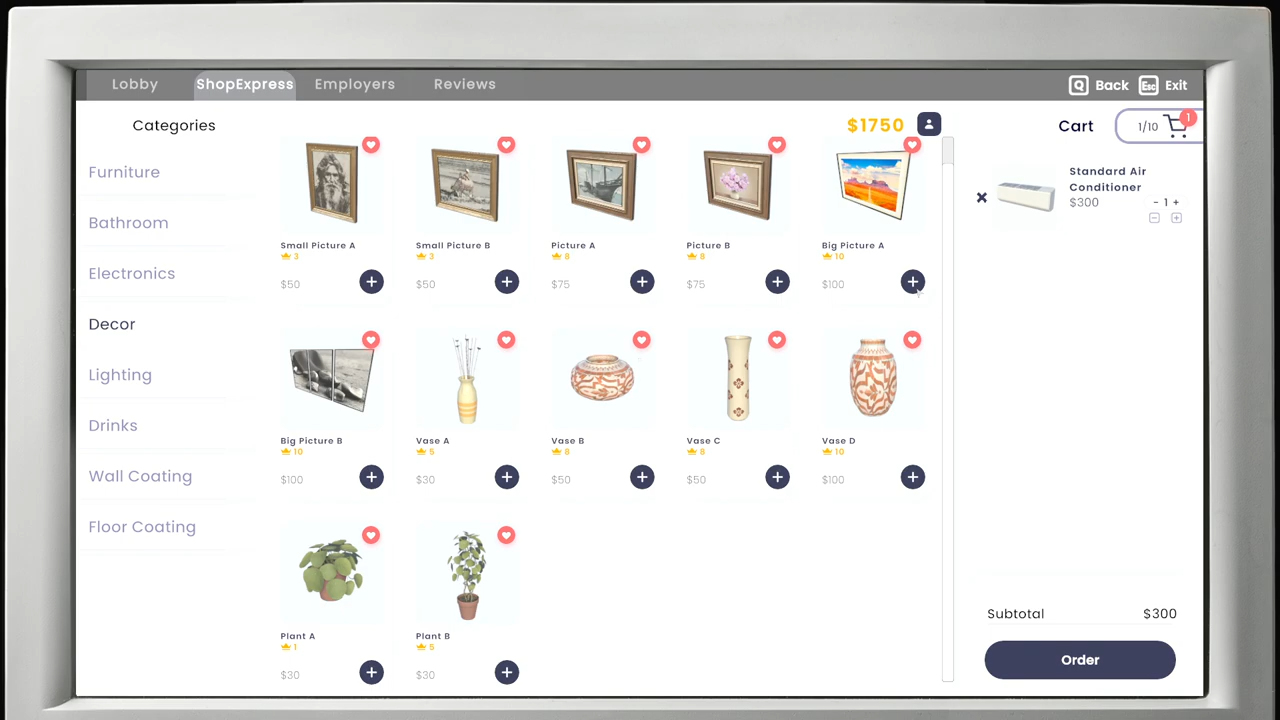 Lobby
ShopExpress
Employers
Reviews
Q Back
Esc Exit
Categories
Furniture
Bathroom
Electronics
Decor
Lighting
Drinks
Wall Coating
Floor Coating
$1750
Small Picture A
3
$50
Small Picture B
3
$50
Picture A
8
$75
Picture B
8
$75
Big Picture A
10
$100
Big Picture B
10
$100
Vase A
5
$30
Vase B
8
$50
Vase C
8
$50
Vase D
10
$100
Plant A
1
$30
Plant B
5
$30
Cart
1/10
1
Standard Air
Conditioner
$300
- 1 +
Subtotal $300
Order